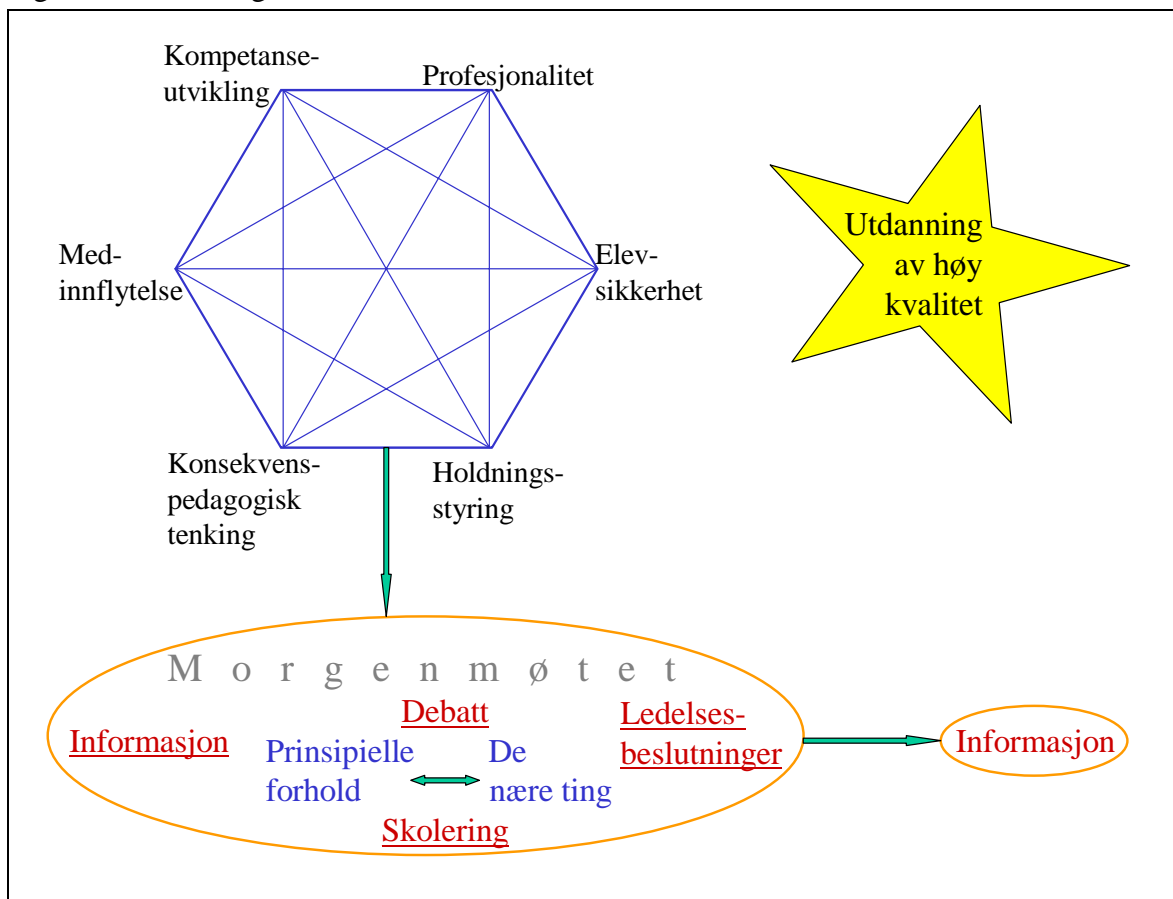 Kompetanse-
utvikling
Profesjonalitet
Med-
innflytelse
Elev-
sikkerhet
Utdanning
av høy
kvalitet
Konsekvens-
pedagogisk
tenking
Holdnings-
styring
Morgenmøtet
Debatt
Ledelses-
beslutninger
Informasjon
Prinsipielle
forhold
De
nære ting
Skolering
Informasjon